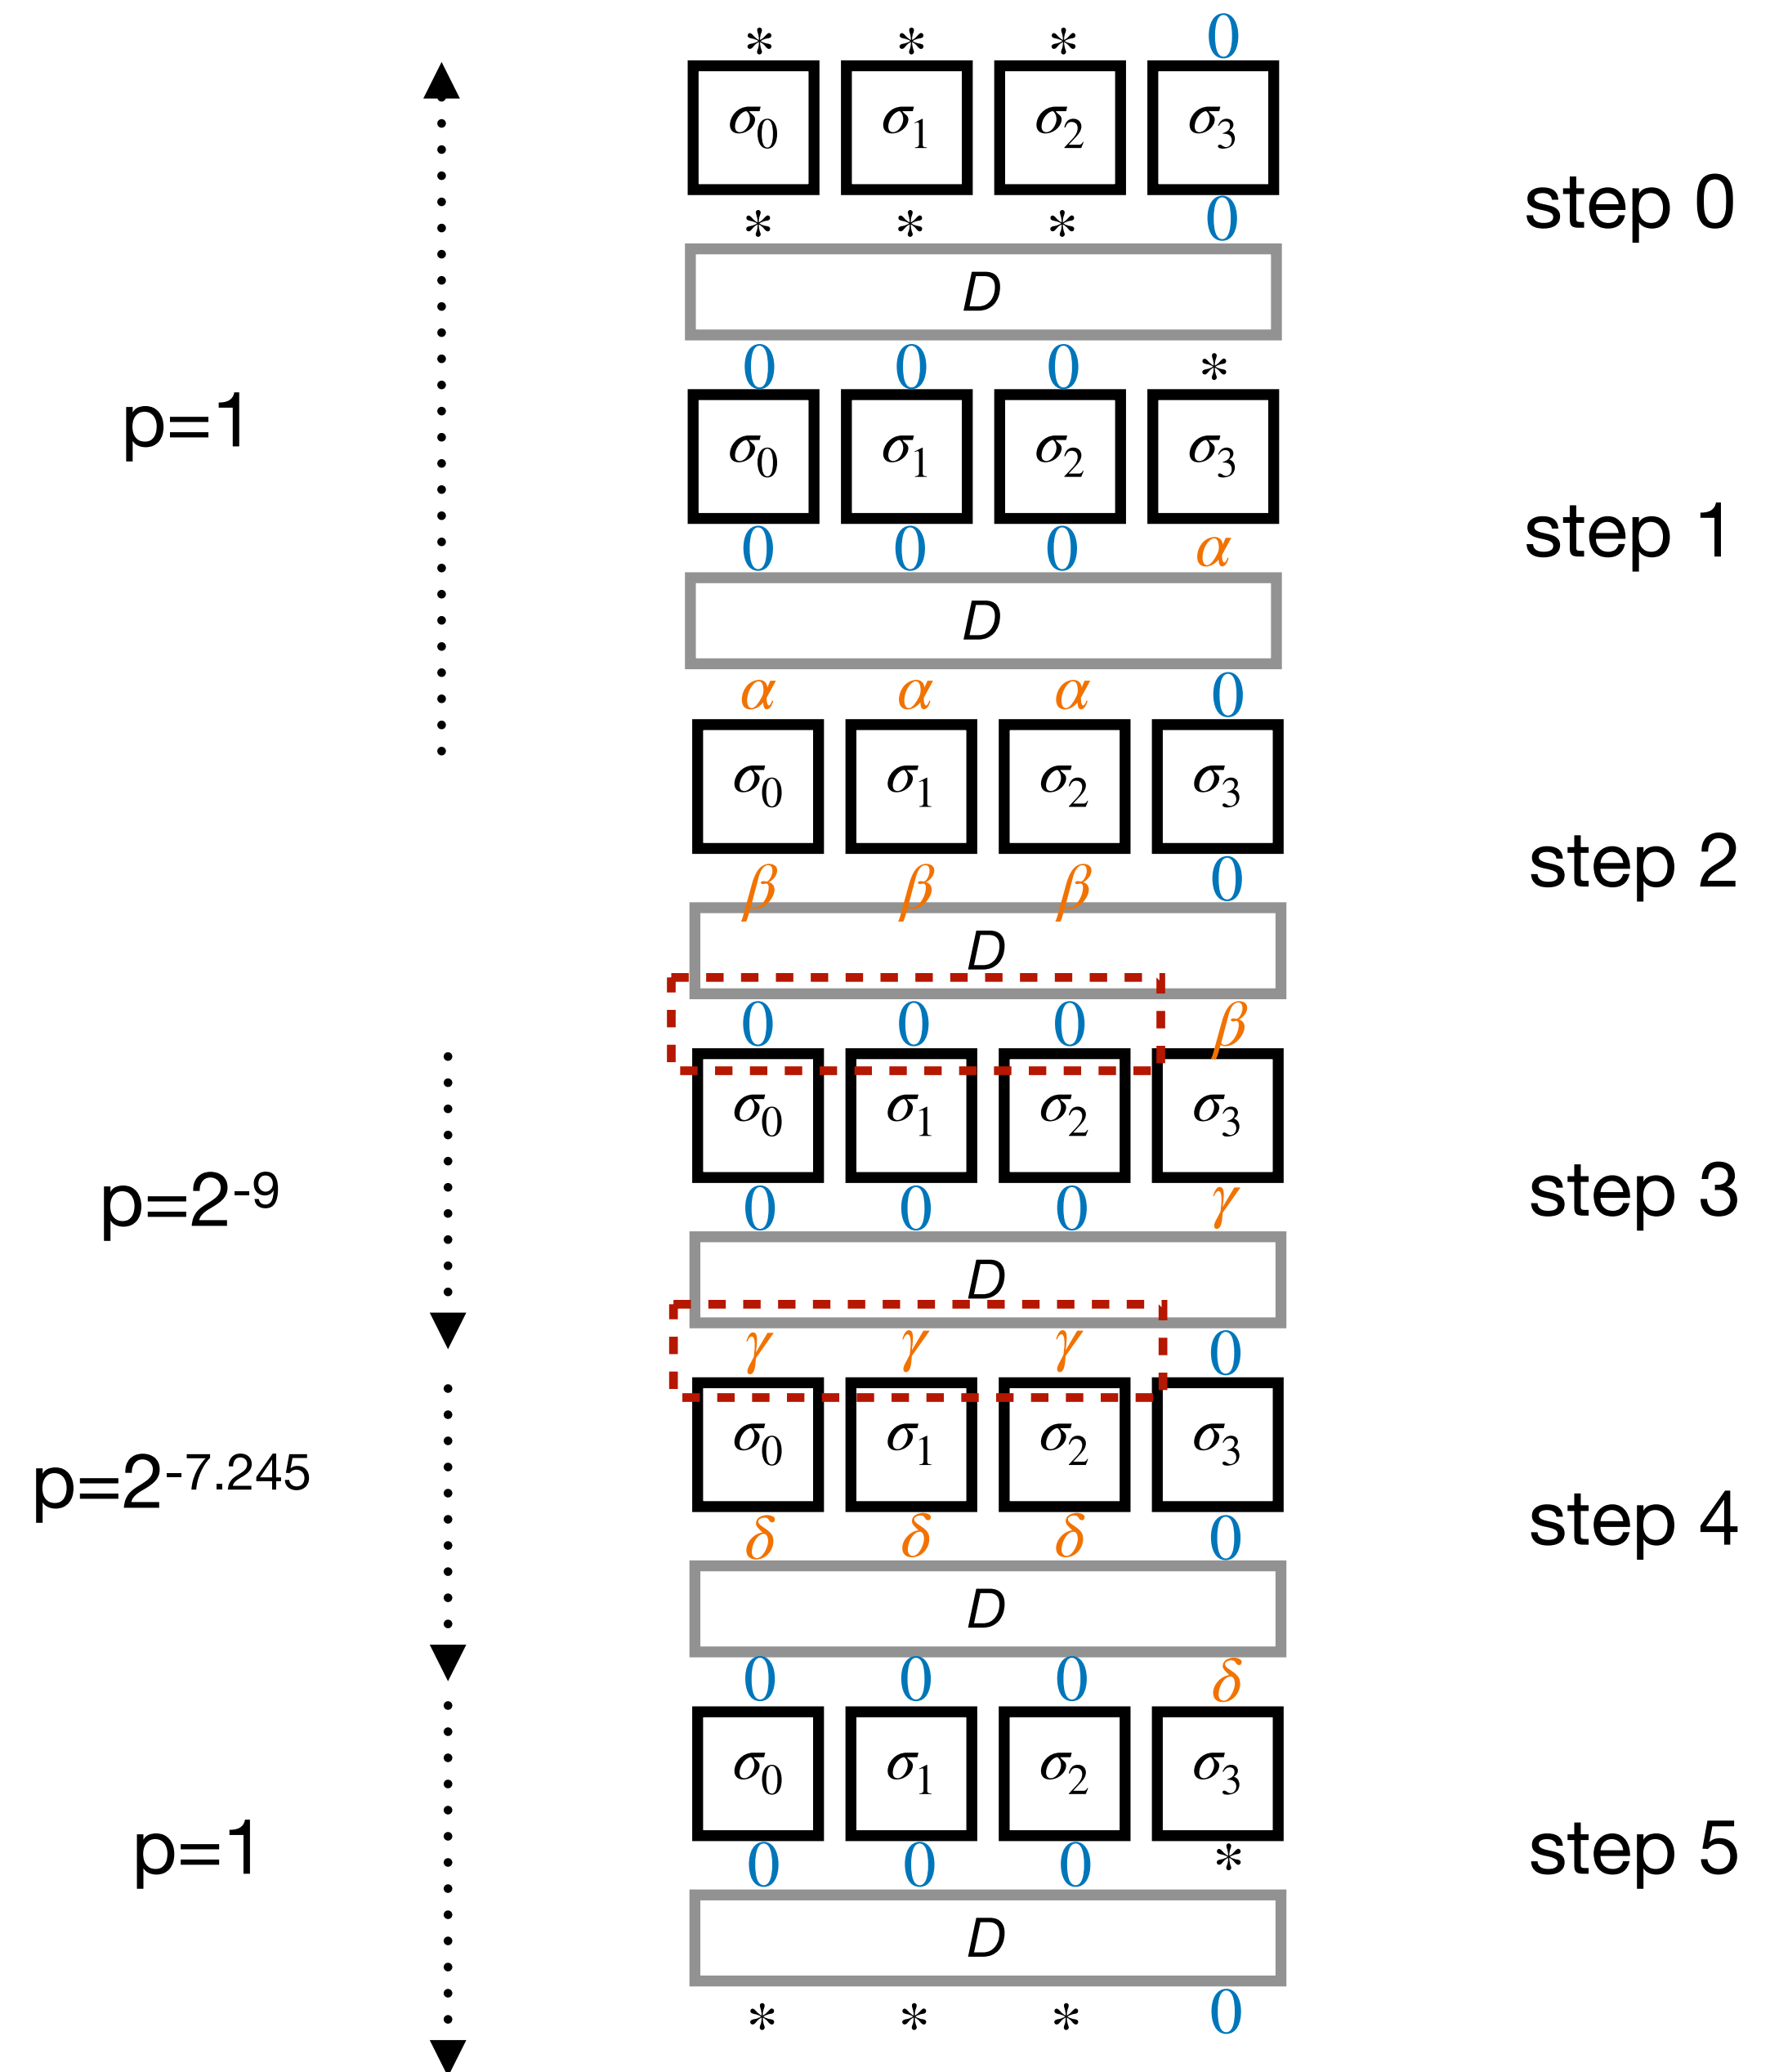 * * * 0
σ0 σ1 σ2 σ3
* * * 0
step 0
D
0 0 0 *
p=1
σ0 σ1 σ2 σ3
0 0 0 α
step 1
D
α α α 0
σ0 σ1 σ2 σ3
β β β 0
step 2
D
0 0 0 β
σ0 σ1 σ2 σ3
p=2-9
0 0 0 γ
step 3
D
γ γ γ 0
σ0 σ1 σ2 σ3
p=2-7.245
δ δ δ 0
step 4
D
0 0 0 δ
σ0 σ1 σ2 σ3
p=1
0 0 0 *
step 5
D
* * * 0